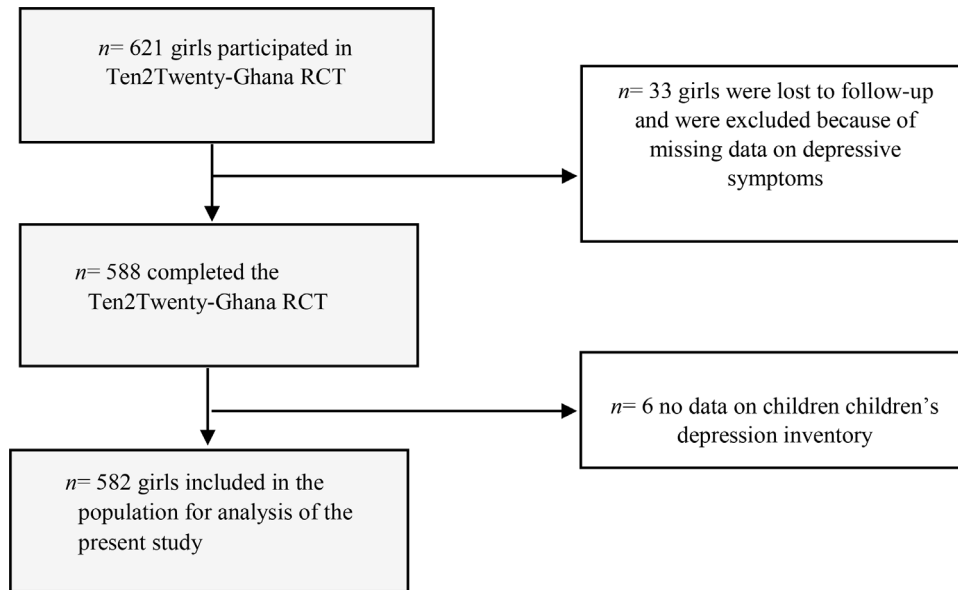 n= 621 girls participated in
Ten2Twenty-Ghana RCT
n= 33 girls were lost to follow-up
and were excluded because of
missing data on depressive
symptoms
n= 588 completed the
Ten2Twenty-Ghana RCT
n= 6 no data on children children’s
depression inventory
n= 582 girls included in the
population for analysis of the
present study